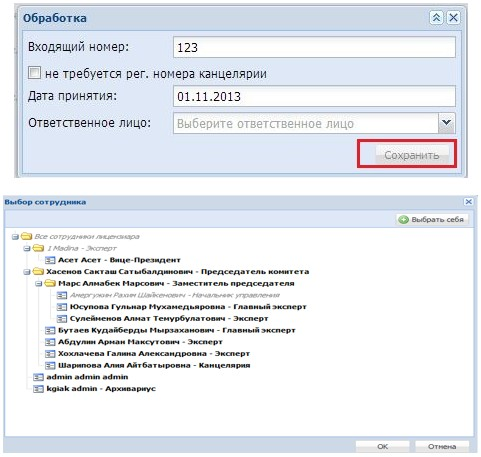 Обработка
Входящий номер: 123
не требуется рег. номера канцелярии
Дата принятия: 01.11.2013
Ответственное лицо: Выберите ответственное лицо
Сохранить
Выбор сотрудника
Выбрать себя
Все сотрудники лицензиара
1 Madina - Эксперт
Асет Асет - Вице-Президент
Хасенов Сакташ Сатыбалдинович - Председатель комитета
Марс Алмабек Марсович - Заместитель председателя
Амергужин Рахим Шайкенович - Начальник управления
Юсупова Гульнар Муханедьяровна - Главный эксперт
Сулейменов Алмат Темурбулатович - Эксперт
Бутаев Кудайберды Мырзаханович - Главный эксперт
Абдулин Арман Максутович - Эксперт
Хохлачева Галина Александровна - Эксперт
Шарипова Алия Айтбатыровна - Канцелярия
admin admin admin
kgiak admin - Архивариус
OK
Отмена